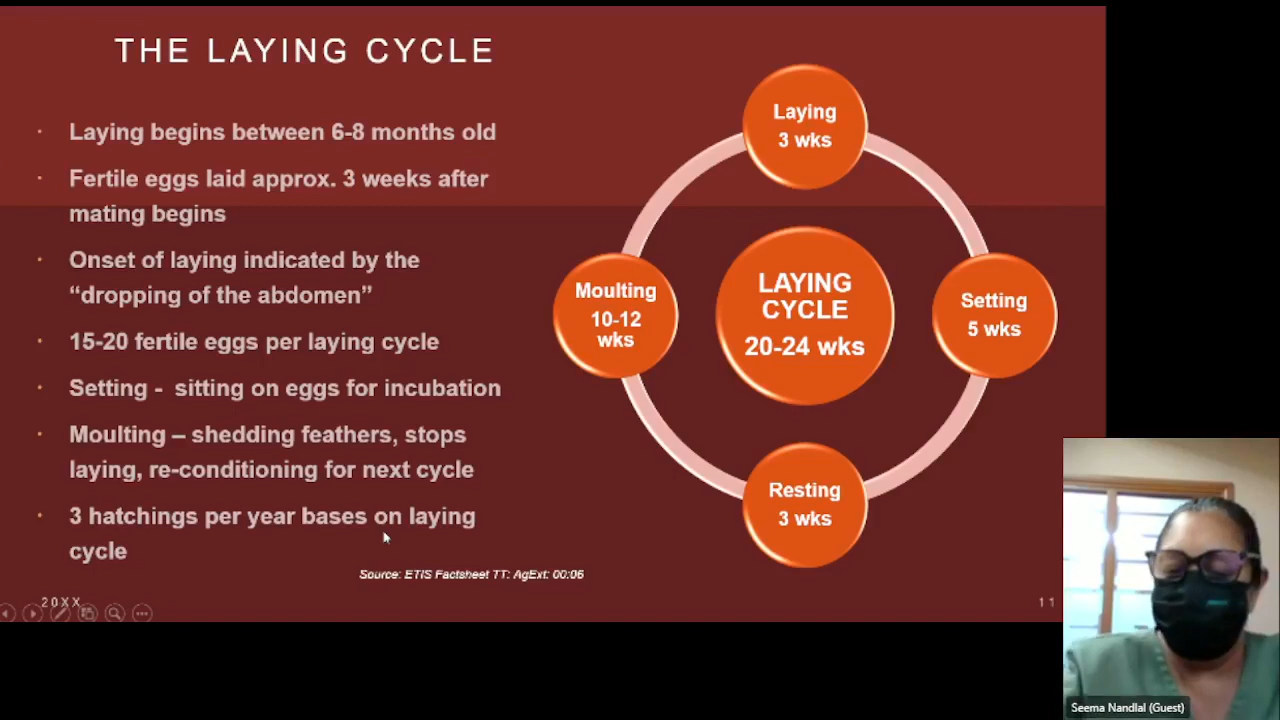 THE LAYING CYCLE
· Laying begins between 6-8 months old
· Fertile eggs laid approx. 3 weeks after
mating begins
· Onset of laying indicated by the
“dropping of the abdomen”
· 15-20 fertile eggs per laying cycle
· Setting - sitting on eggs for incubation
· Moulting – shedding feathers, stops
laying, re-conditioning for next cycle
· 3 hatchings per year bases on laying
cycle
Source: ETIS Factsheet TT: AgExt: 00:06
20XX
11
Laying
3 wks
Setting
5 wks
Resting
3 wks
Moulting
10-12
wks
LAYING
CYCLE
20-24 wks
Seema Nandlal (Guest)